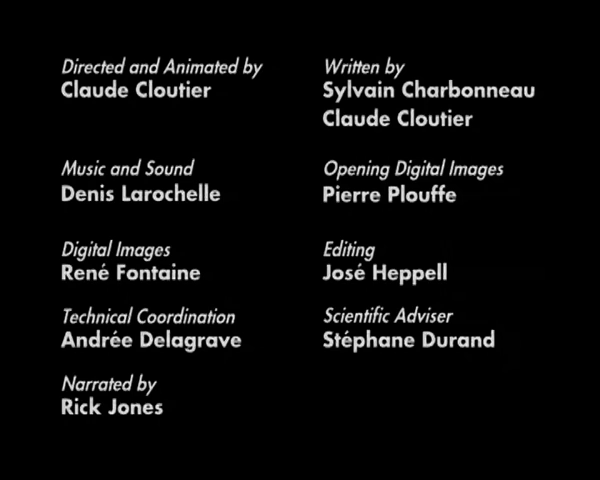 Directed and Animated by
Claude Cloutier
Written by
Sylvain Charbonneau
Claude Cloutier
Music and Sound
Denis Larochelle
Opening Digital Images
Pierre Plouffe
Digital Images
René Fontaine
Editing
José Heppell
Technical Coordination
Andrée Delagrave
Scientific Adviser
Stéphane Durand
Narrated by
Rick Jones